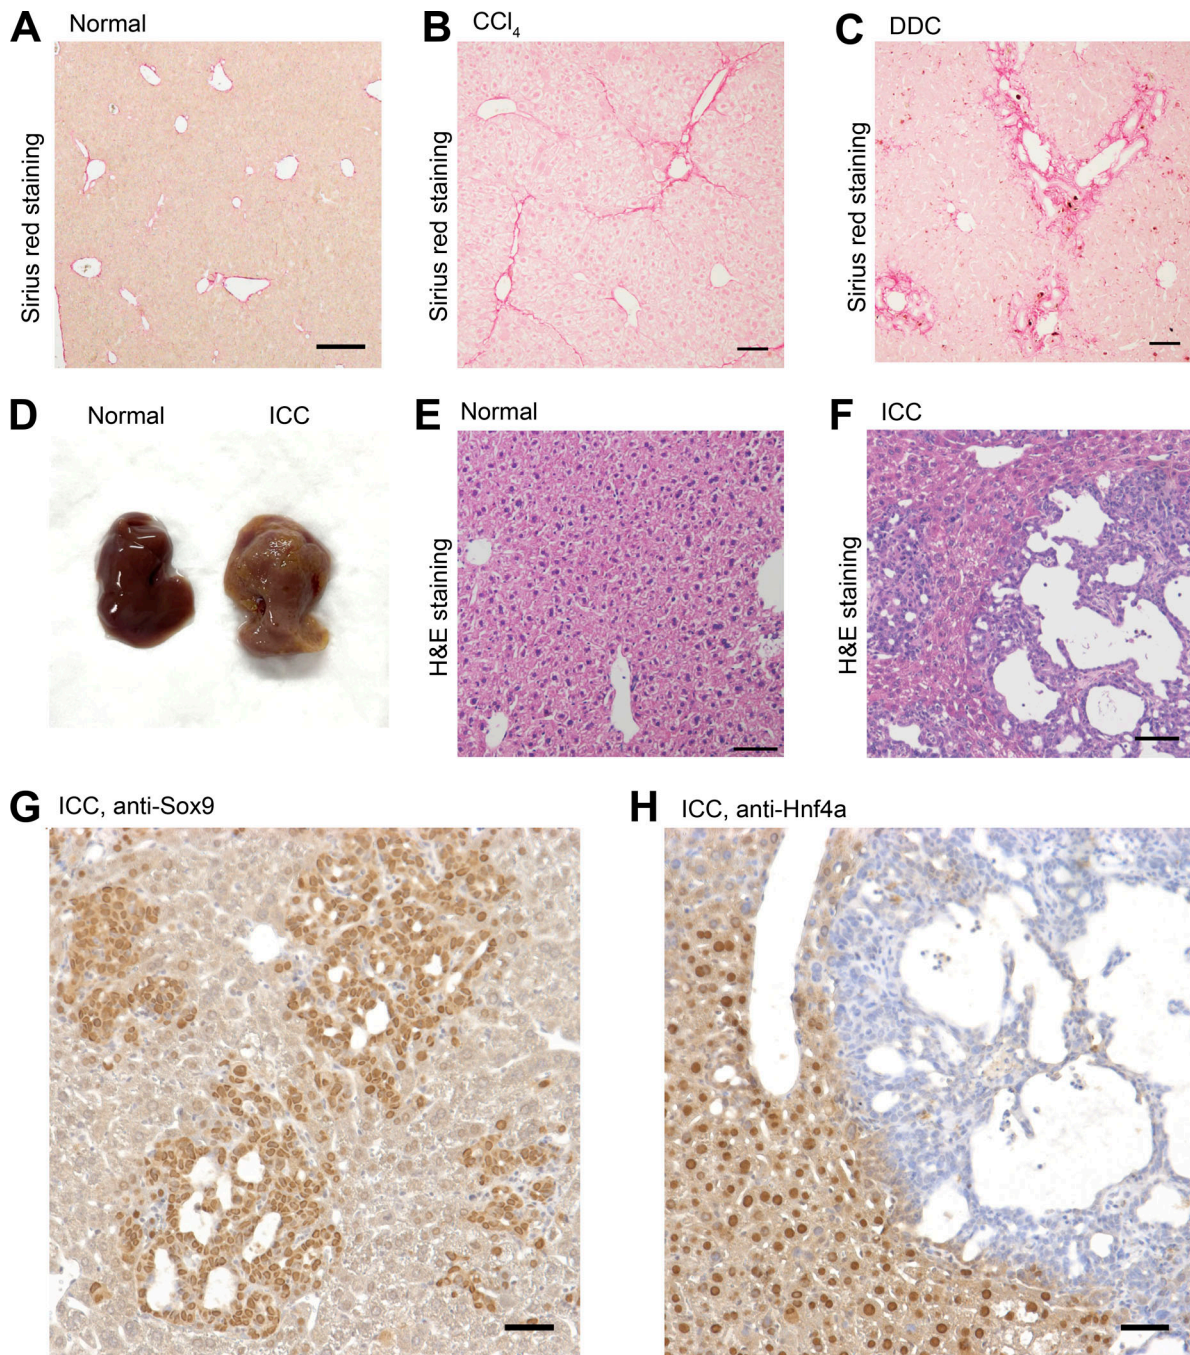 A Normal
Sirius red staining
B CCl₄
Sirius red staining
C DDC
Sirius red staining
D Normal ICC
E Normal
H&E staining
F ICC
H&E staining
G ICC, anti-Sox9
H ICC, anti-Hnf4a